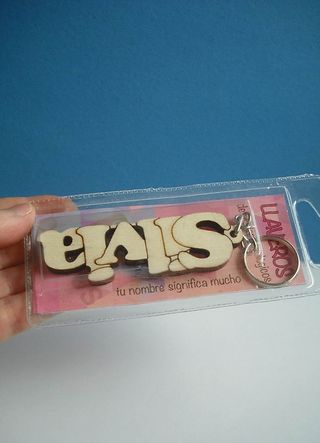 Silvia
tu nombre significa mucho
LLAVEROS